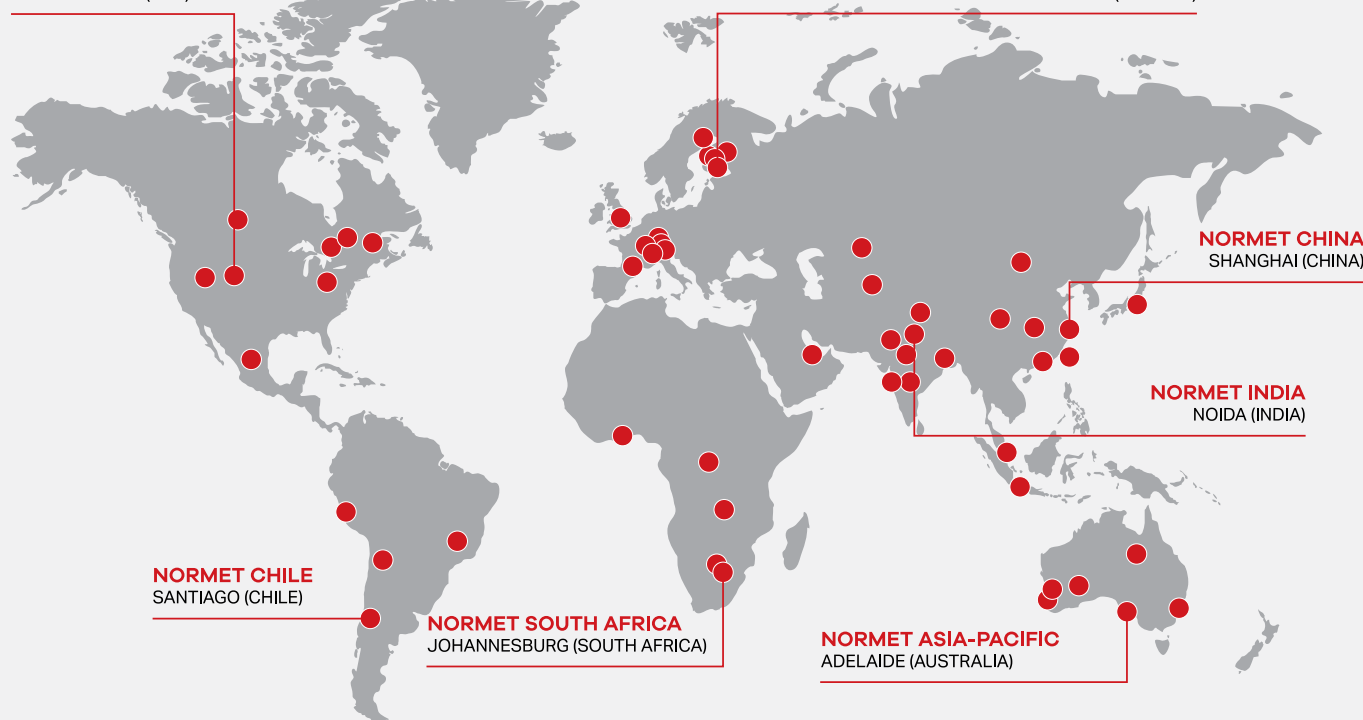 NORMET CHINA
SHANGHAI (CHINA)
NORMET INDIA
NOIDA (INDIA)
NORMET CHILE
SANTIAGO (CHILE)
NORMET SOUTH AFRICA
JOHANNESBURG (SOUTH AFRICA)
NORMET ASIA-PACIFIC
ADELAIDE (AUSTRALIA)